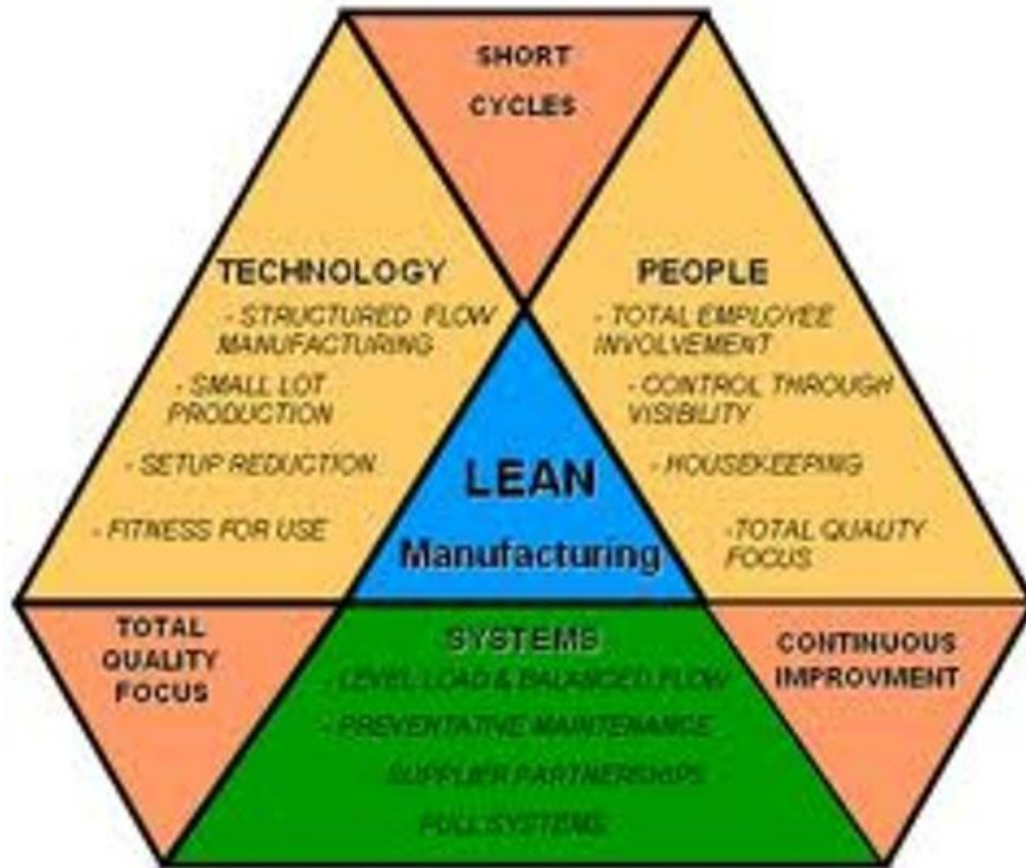 SHORT
CYCLES
TECHNOLOGY
- STRUCTURED FLOW
MANUFACTURING
- SMALL LOT
PRODUCTION
- SETUP REDUCTION
- FITNESS FOR USE
PEOPLE
- TOTAL EMPLOYEE
INVOLVEMENT
- CONTROL THROUGH
VISIBILITY
- HOUSEKEEPING
-TOTAL QUALITY
FOCUS
LEAN
Manufacturing
TOTAL
QUALITY
FOCUS
SYSTEMS
- LEVEL LOAD & BALANCED FLOW
- PREVENTATIVE MAINTENANCE
SUPPLIER PARTNERSHIPS
PULL SYSTEMS
CONTINUOUS
IMPROVMENT